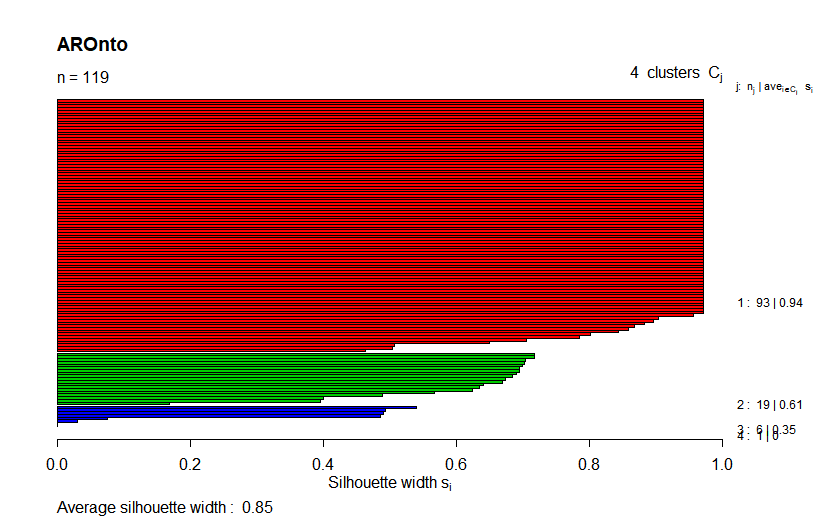 AROnto
n = 119
4 clusters Cj
j: nj | avei∈Cj si
1 : 93 | 0.94
2 : 19 | 0.61
3 : 6 | 0.35
4 : 1 | 0
0.0 0.2 0.4 0.6 0.8 1.0
Silhouette width si
Average silhouette width : 0.85